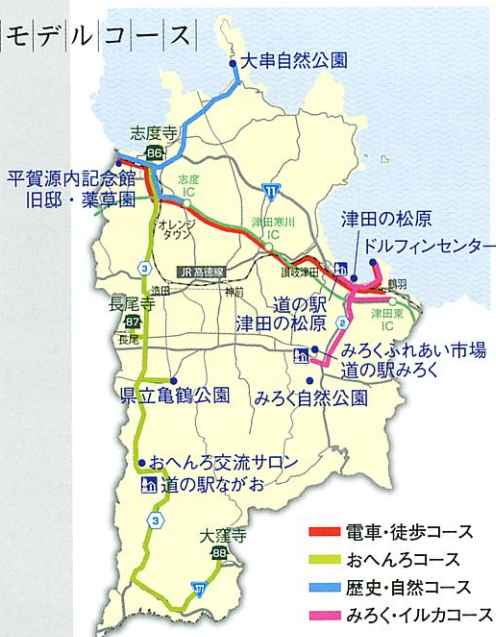 モデルコース
大串自然公園
志度寺
86
平賀源内記念館
旧邸・薬草園
志度
IC
オレンジ
タウン
11
津田寒川
IC
津田の松原
ドルフィンセンター
3
JR高徳線
讃岐津田
鶴羽
造田
神前
道の駅
津田の松原
津田東
IC
2
長尾寺
87
長尾
みろくふれあい市場
道の駅みろく
県立亀鶴公園
みろく自然公園
おへんろ交流サロン
道の駅ながお
3
大窪寺
88
377
電車・徒歩コース
おへんろコース
歴史・自然コース
みろく・イルカコース